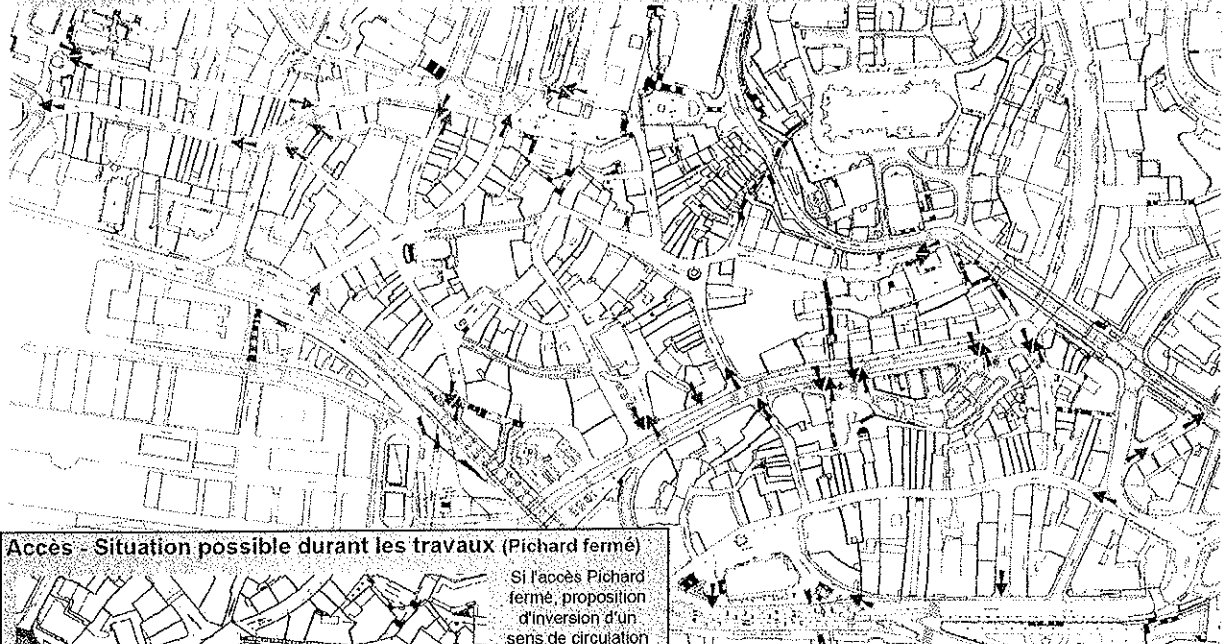 Accès - Situation possible durant les travaux (Pichard fermé)
Si l'accès Pichard
fermé, proposition
d'inversion d'un
sens de circulation